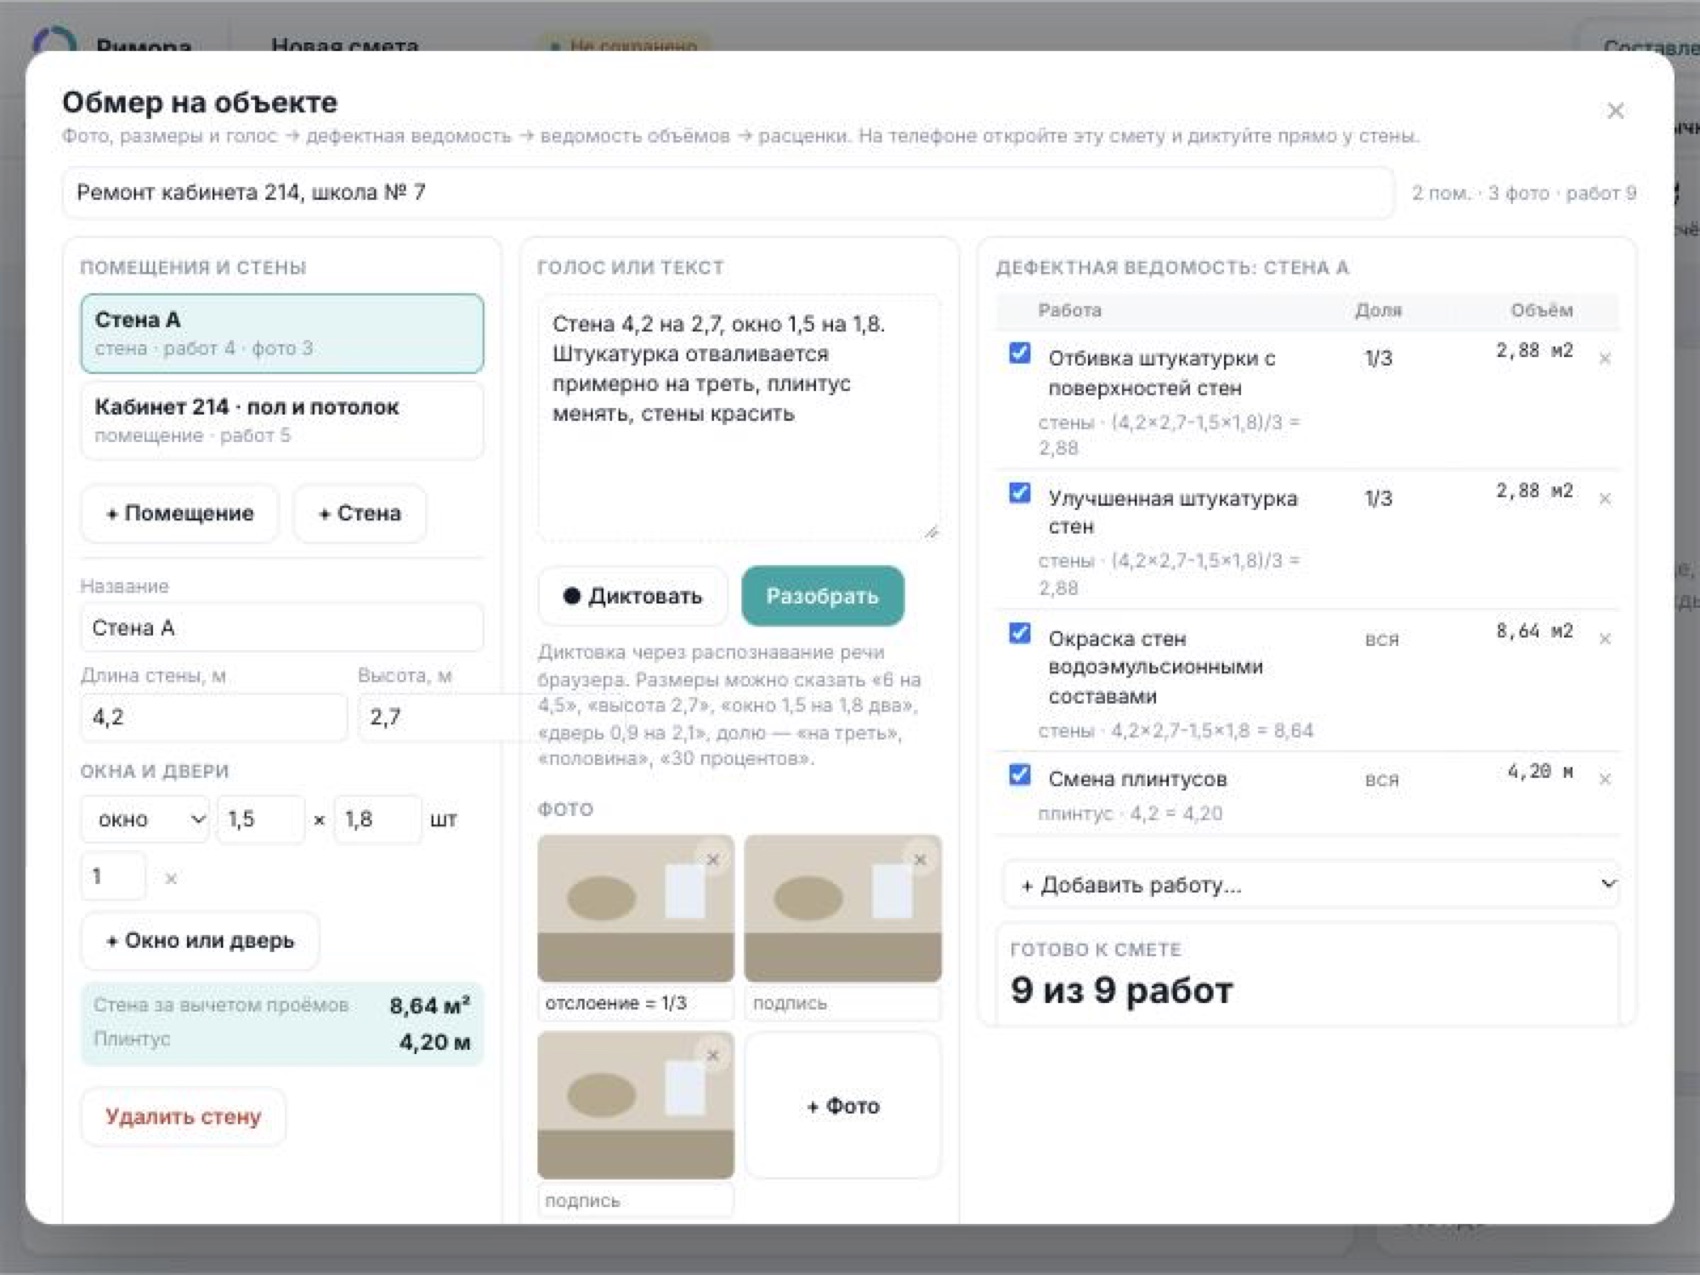 Римора
Новая смета
Не сохранено
Обмер на объекте
×
Фото, размеры и голос → дефектная ведомость → ведомость объёмов → расценки. На телефоне откройте эту смету и диктуйте прямо у стены.
Ремонт кабинета 214, школа № 7
2 пом. · 3 фото · работ 9
ПОМЕЩЕНИЯ И СТЕНЫ
Стена А
стена · работ 4 · фото 3
Кабинет 214 · пол и потолок
помещение · работ 5
+ Помещение
+ Стена
Название
Стена А
Длина стены, м
Высота, м
4,2
2,7
ОКНА И ДВЕРИ
окно
1,5
×
1,8
шт
1
×
+ Окно или дверь
Стена за вычетом проёмов
8,64 м²
Плинтус
4,20 м
Удалить стену
ГОЛОС ИЛИ ТЕКСТ
Стена 4,2 на 2,7, окно 1,5 на 1,8.
Штукатурка отваливается
примерно на треть, плинтус
менять, стены красить
Диктовать
Разобрать
Диктовка через распознавание речи
браузера. Размеры можно сказать «6 на
4,5», «высота 2,7», «окно 1,5 на 1,8 два»,
«дверь 0,9 на 2,1», долю — «на треть»,
«половина», «30 процентов».
ФОТО
×
×
отслоение = 1/3
подпись
×
+ Фото
подпись
ДЕФЕКТНАЯ ВЕДОМОСТЬ: СТЕНА А
Работа
Доля
Объём
Отбивка штукатурки с
поверхностей стен
1/3
2,88 м2
×
стены · (4,2×2,7-1,5×1,8)/3 =
2,88
Улучшенная штукатурка
стен
1/3
2,88 м2
×
стены · (4,2×2,7-1,5×1,8)/3 =
2,88
Окраска стен
водоэмульсионными
составами
вся
8,64 м2
×
стены · 4,2×2,7-1,5×1,8 = 8,64
Смена плинтусов
вся
4,20 м
×
плинтус · 4,2 = 4,20
+ Добавить работу...
ГОТОВО К СМЕТЕ
9 из 9 работ